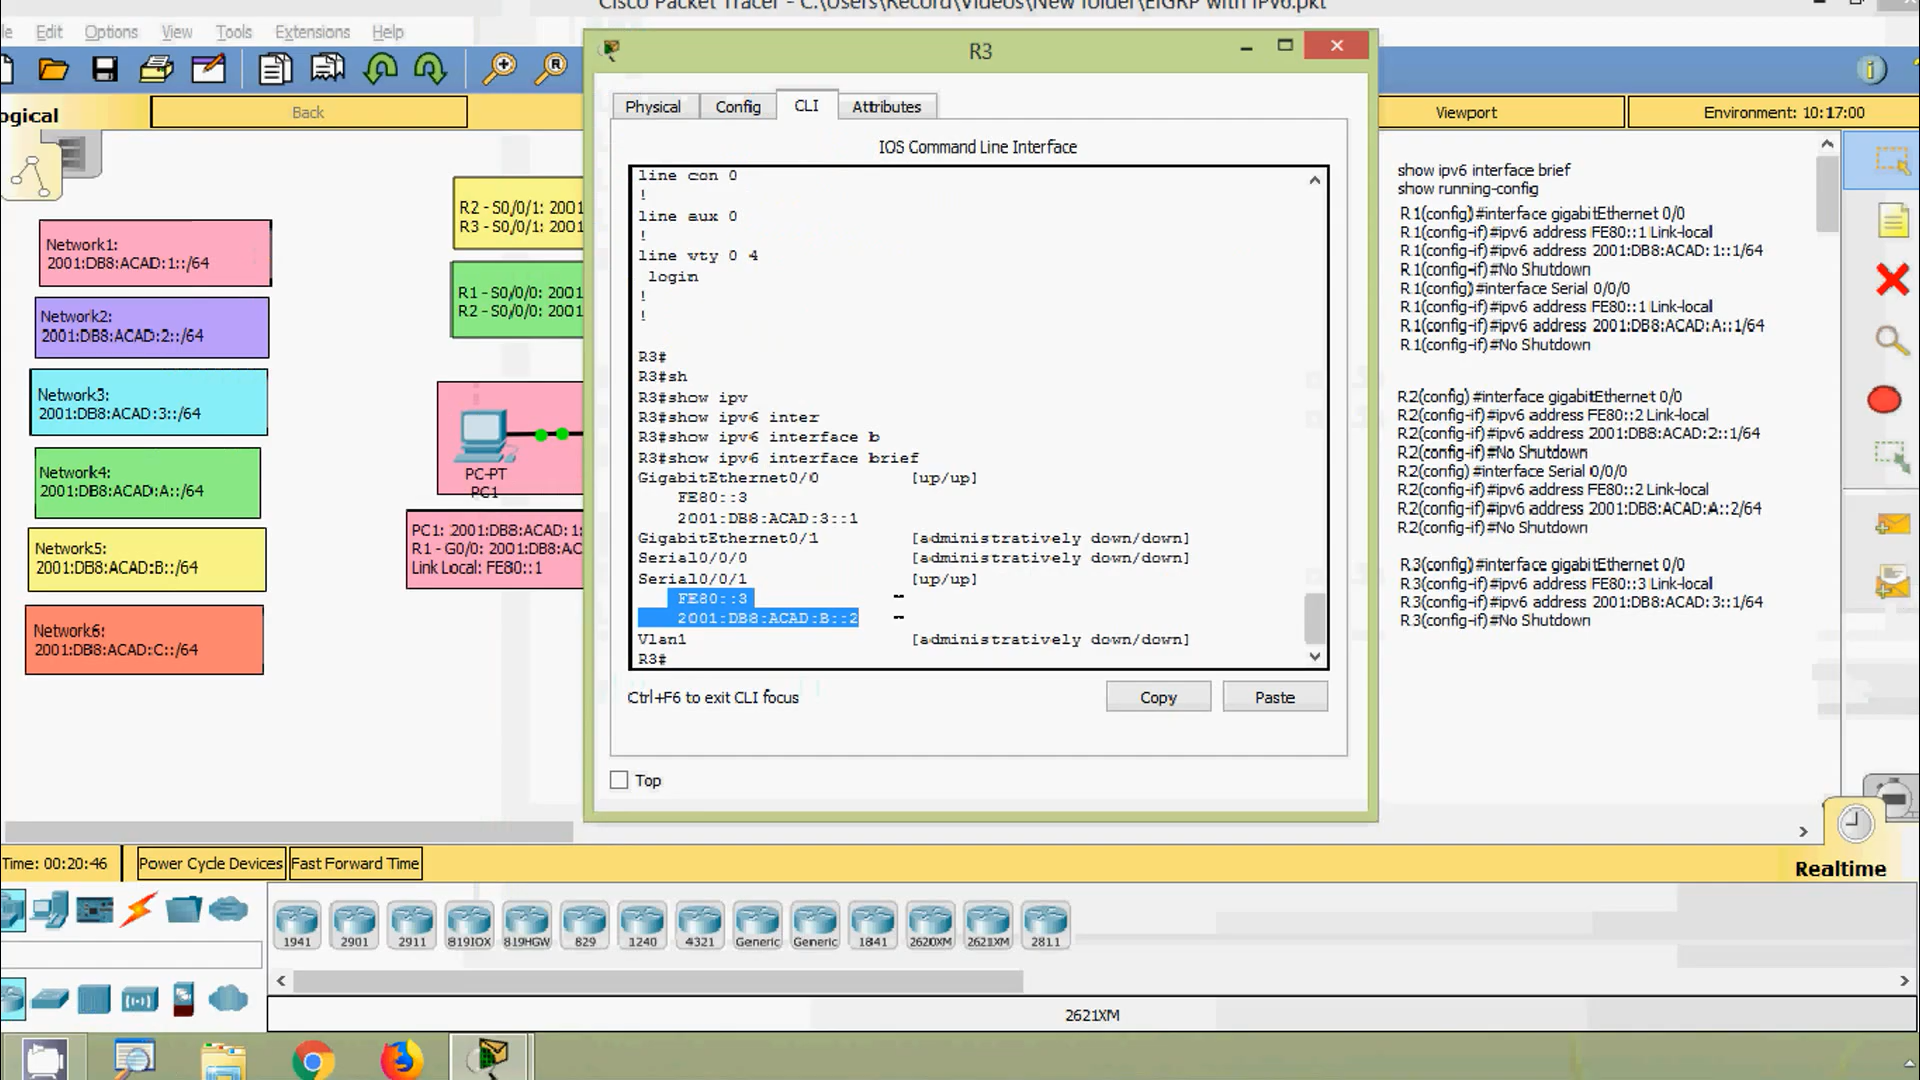 Cisco Packet Tracer - C:\Users\Record\Videos\New folder\EIGRP with IPv6.pkt
Edit Options View Tools Extensions Help
R3
Back
Viewport
Environment: 10:17:00
Physical Config CLI Attributes
IOS Command Line Interface
line con 0
!
line aux 0
!
line vty 0 4
login
!
!
R3#
R3#sh
R3#show ipv
R3#show ipv6 inter
R3#show ipv6 interface b
R3#show ipv6 interface brief
GigabitEthernet0/0 [up/up]
FE80::3
2001:DB8:ACAD:3::1
GigabitEthernet0/1 [administratively down/down]
Serial0/0/0 [administratively down/down]
Serial0/0/1 [up/up]
FE80::3
2001:DB8:ACAD:B::2
Vlan1 [administratively down/down]
R3#
Ctrl+F6 to exit CLI focus
Copy
Paste
Top
Network1:
2001:DB8:ACAD:1::/64
Network2:
2001:DB8:ACAD:2::/64
Network3:
2001:DB8:ACAD:3::/64
Network4:
2001:DB8:ACAD:A::/64
Network5:
2001:DB8:ACAD:B::/64
Network6:
2001:DB8:ACAD:C::/64
R2 - S0/0/1: 2001
R3 - S0/0/1: 2001
R1 - S0/0/0: 2001
R2 - S0/0/0: 2001
PC-PT
PC1
PC1: 2001:DB8:ACAD:1:
R1 - G0/0: 2001:DB8:AC
Link Local: FE80::1
show ipv6 interface brief
show running-config
R1(config)#interface gigabitEthernet 0/0
R1(config-if)#ipv6 address FE80::1 Link-local
R1(config-if)#ipv6 address 2001:DB8:ACAD:1::1/64
R1(config-if)#No Shutdown
R1(config)#interface Serial 0/0/0
R1(config-if)#ipv6 address FE80::1 Link-local
R1(config-if)#ipv6 address 2001:DB8:ACAD:A::1/64
R1(config-if)#No Shutdown
R2(config)#interface gigabitEthernet 0/0
R2(config-if)#ipv6 address FE80::2 Link-local
R2(config-if)#ipv6 address 2001:DB8:ACAD:2::1/64
R2(config-if)#No Shutdown
R2(config)#interface Serial 0/0/0
R2(config-if)#ipv6 address FE80::2 Link-local
R2(config-if)#ipv6 address 2001:DB8:ACAD:A::2/64
R2(config-if)#No Shutdown
R3(config)#interface gigabitEthernet 0/0
R3(config-if)#ipv6 address FE80::3 Link-local
R3(config-if)#ipv6 address 2001:DB8:ACAD:3::1/64
R3(config-if)#No Shutdown
Time: 00:20:46
Power Cycle Devices
Fast Forward Time
Realtime
1941 2901 2911 819IOX 819HGW 829 1240 4321 Generic Generic 1841 2620XM 2621XM 2811
2621XM